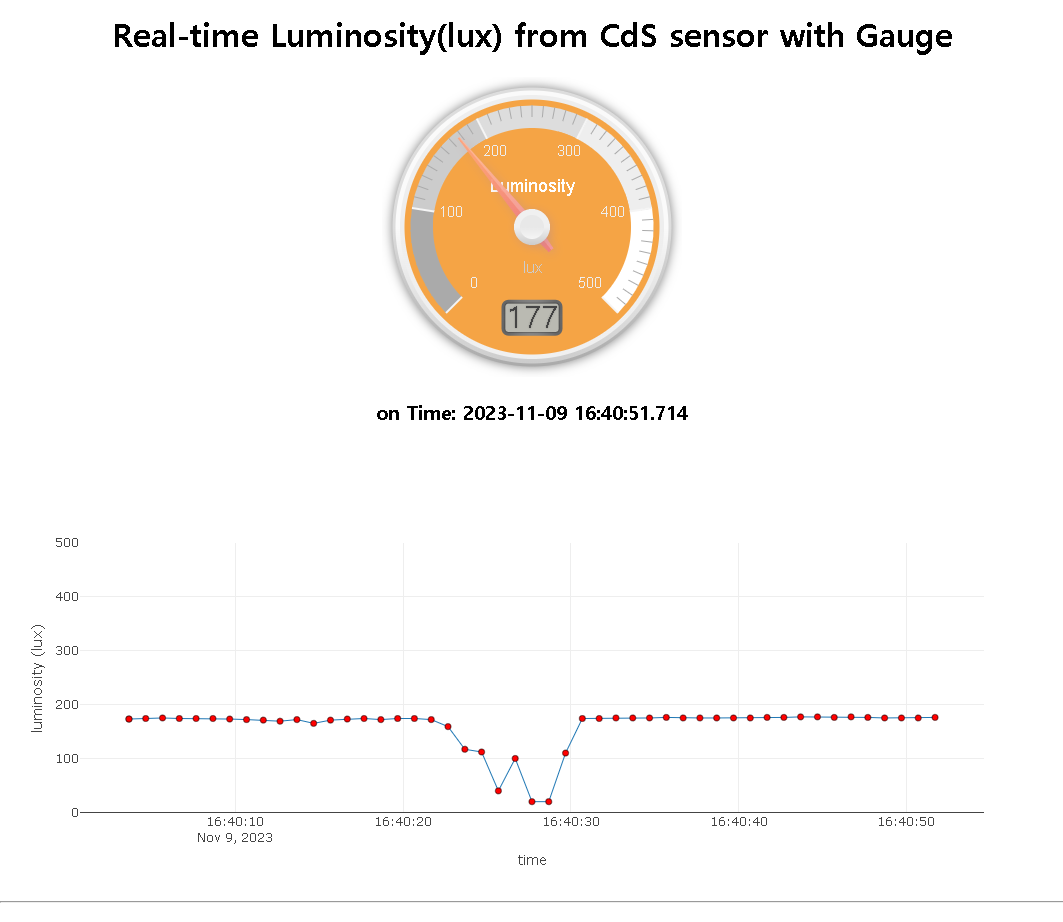 Real-time Luminosity(lux) from CdS sensor with Gauge
200 300
Luminosity
100 400
lux
0 500
177
on Time: 2023-11-09 16:40:51.714
500
400
300
200
100
0
luminosity (lux)
16:40:10 16:40:20 16:40:30 16:40:40 16:40:50
Nov 9, 2023
time